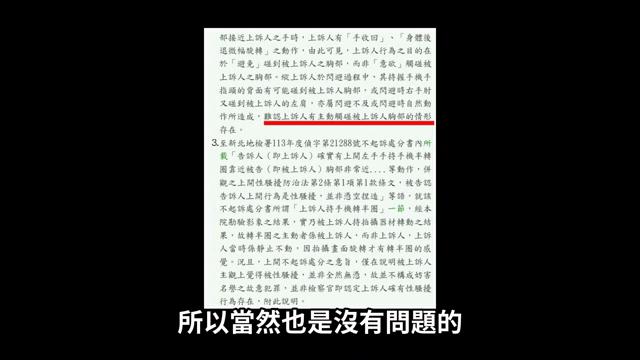 部接近上訴人之手時，上訴人有「手收回」、「身體後
退微幅旋轉」之動作，由此可見，上訴人行為之目的在
於「避免」碰到被上訴人之胸部，而非「意欲」觸碰被
上訴人之胸部。縱上訴人於閃避過程中，其持握手機手
指頭的背面有可能碰到被上訴人胸部，或閃避時右手肘
又碰到被上訴人的左肩，亦屬閃避不及或閃避時自然動
作所造成，難認上訴人有主動觸碰被上訴人胸部的情形
存在。
3.至新北地檢署113年度偵字第21288號不起訴處分書內所
載「告訴人（即上訴人）確實有上開左手手持手機半轉
圈靠近被告（即被上訴人）胸部非常近....等動作，併
觀之上開性騷擾防治法第2條第1項第1款條文，被告認
告訴人上開行為是性騷擾，並非憑空捏造」等語，就該
不起訴處分書所謂「上訴人持手機轉半圈」一節，經本
院勘驗影象之結果，實乃被上訴人持拍攝器材轉動之結
果，故轉半圈之主動者係被上訴人，而非上訴人，上訴
人當時係靜止不動，因拍攝畫面旋轉才有轉半圈的感
覺。況且，上開不起訴處分之意旨，僅在說明被上訴人
主觀上覺得被性騷擾，並非全然無憑，故並不構成妨害
名譽之故意犯罪，並非檢察官即認定上訴人確有性騷擾
行為存在，附此說明。
所以當然也是沒有問題的